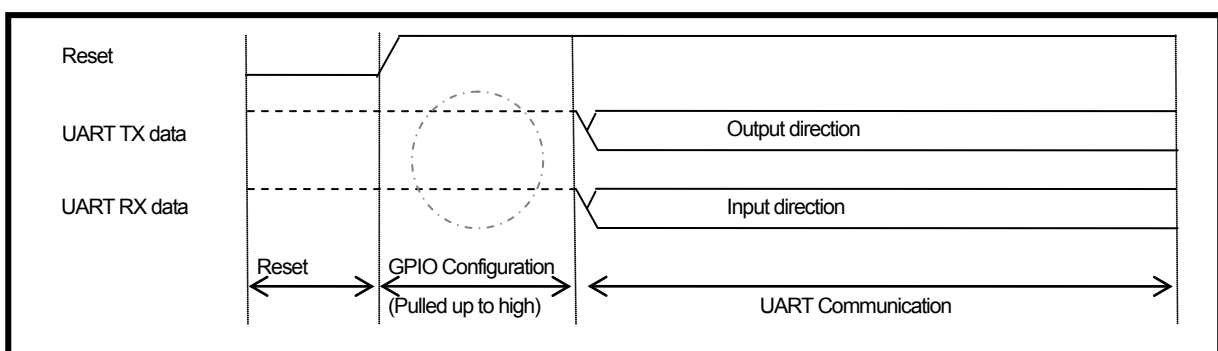 Reset
UART TX data
Output direction
UART RX data
Input direction
Reset
GPIO Configuration
(Pulled up to high)
UART Communication